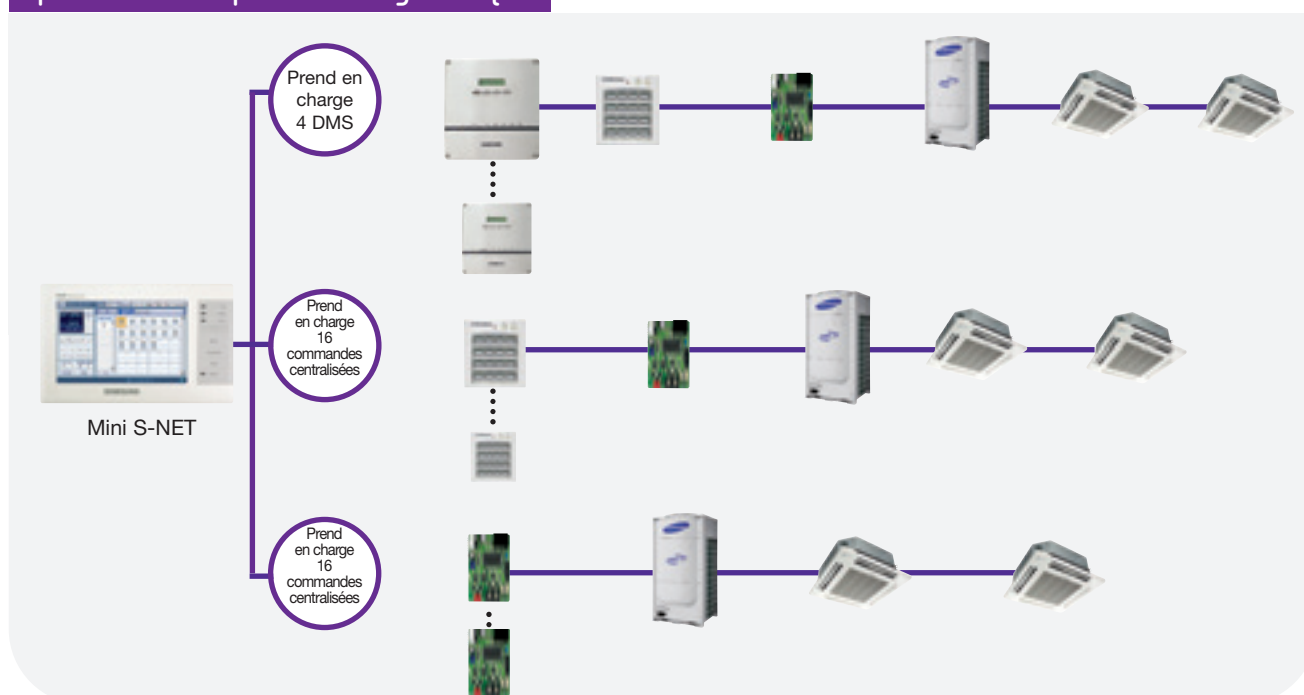 Prend en
charge
4 DMS
Prend
en charge
16
commandes
centralisées
Mini S-NET
Prend
en charge
16
commandes
centralisées